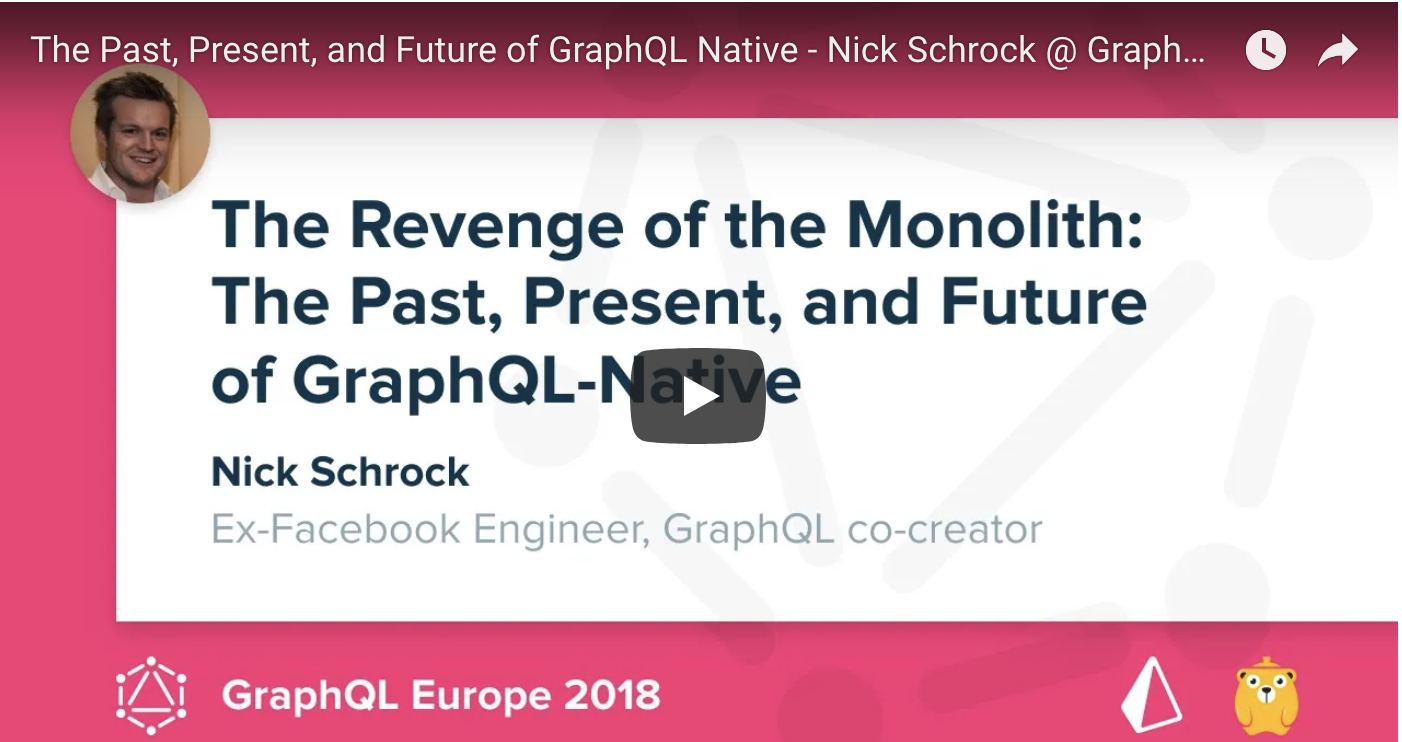 The Past, Present, and Future of GraphQL Native - Nick Schrock @ Graph...
The Revenge of the Monolith:
The Past, Present, and Future
of GraphQL-Native
Nick Schrock
Ex-Facebook Engineer, GraphQL co-creator
GraphQL Europe 2018